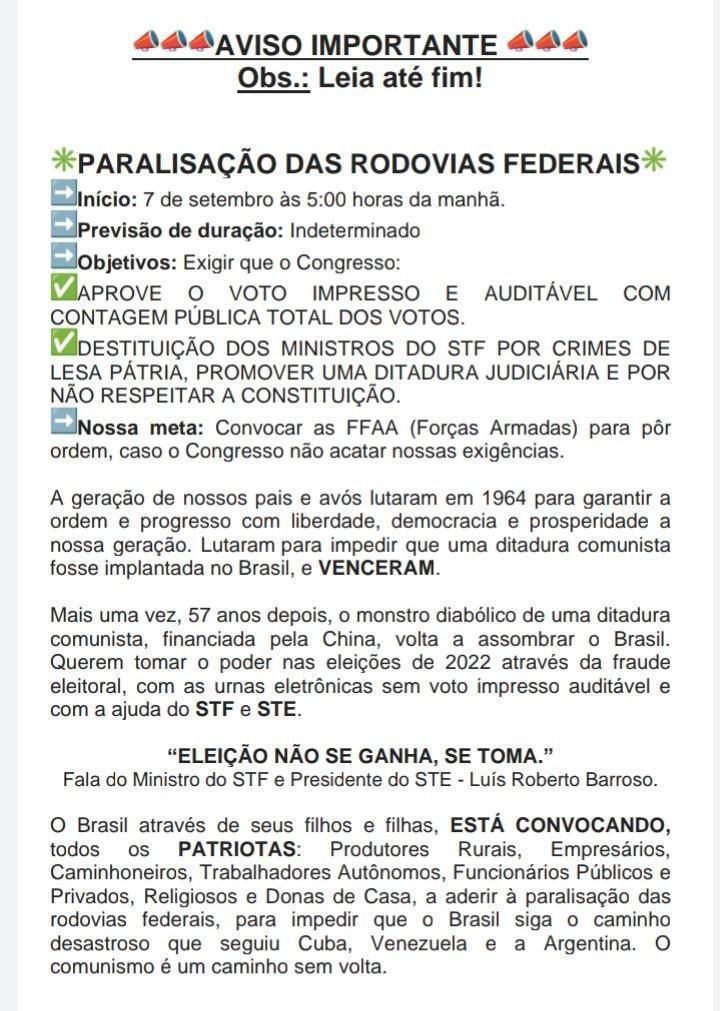 📣📣📣AVISO IMPORTANTE 📣📣📣
Obs.: Leia até fim!
✳PARALISAÇÃO DAS RODOVIAS FEDERAIS✳
➡Início: 7 de setembro às 5:00 horas da manhã.
➡Previsão de duração: Indeterminado
➡Objetivos: Exigir que o Congresso:
✅APROVE O VOTO IMPRESSO E AUDITÁVEL COM
CONTAGEM PÚBLICA TOTAL DOS VOTOS.
✅DESTITUIÇÃO DOS MINISTROS DO STF POR CRIMES DE
LESA PÁTRIA, PROMOVER UMA DITADURA JUDICIÁRIA E POR
NÃO RESPEITAR A CONSTITUIÇÃO.
➡Nossa meta: Convocar as FFAA (Forças Armadas) para pôr
ordem, caso o Congresso não acatar nossas exigências.
A geração de nossos pais e avós lutaram em 1964 para garantir a
ordem e progresso com liberdade, democracia e prosperidade a
nossa geração. Lutaram para impedir que uma ditadura comunista
fosse implantada no Brasil, e VENCERAM.
Mais uma vez, 57 anos depois, o monstro diabólico de uma ditadura
comunista, financiada pela China, volta a assombrar o Brasil.
Querem tomar o poder nas eleições de 2022 através da fraude
eleitoral, com as urnas eletrônicas sem voto impresso auditável e
com a ajuda do STF e STE.
“ELEIÇÃO NÃO SE GANHA, SE TOMA.”
Fala do Ministro do STF e Presidente do STE - Luís Roberto Barroso.
O Brasil através de seus filhos e filhas, ESTÁ CONVOCANDO,
todos os PATRIOTAS: Produtores Rurais, Empresários,
Caminhoneiros, Trabalhadores Autônomos, Funcionários Públicos e
Privados, Religiosos e Donas de Casa, a aderir à paralisação das
rodovias federais, para impedir que o Brasil siga o caminho
desastroso que seguiu Cuba, Venezuela e a Argentina. O
comunismo é um caminho sem volta.